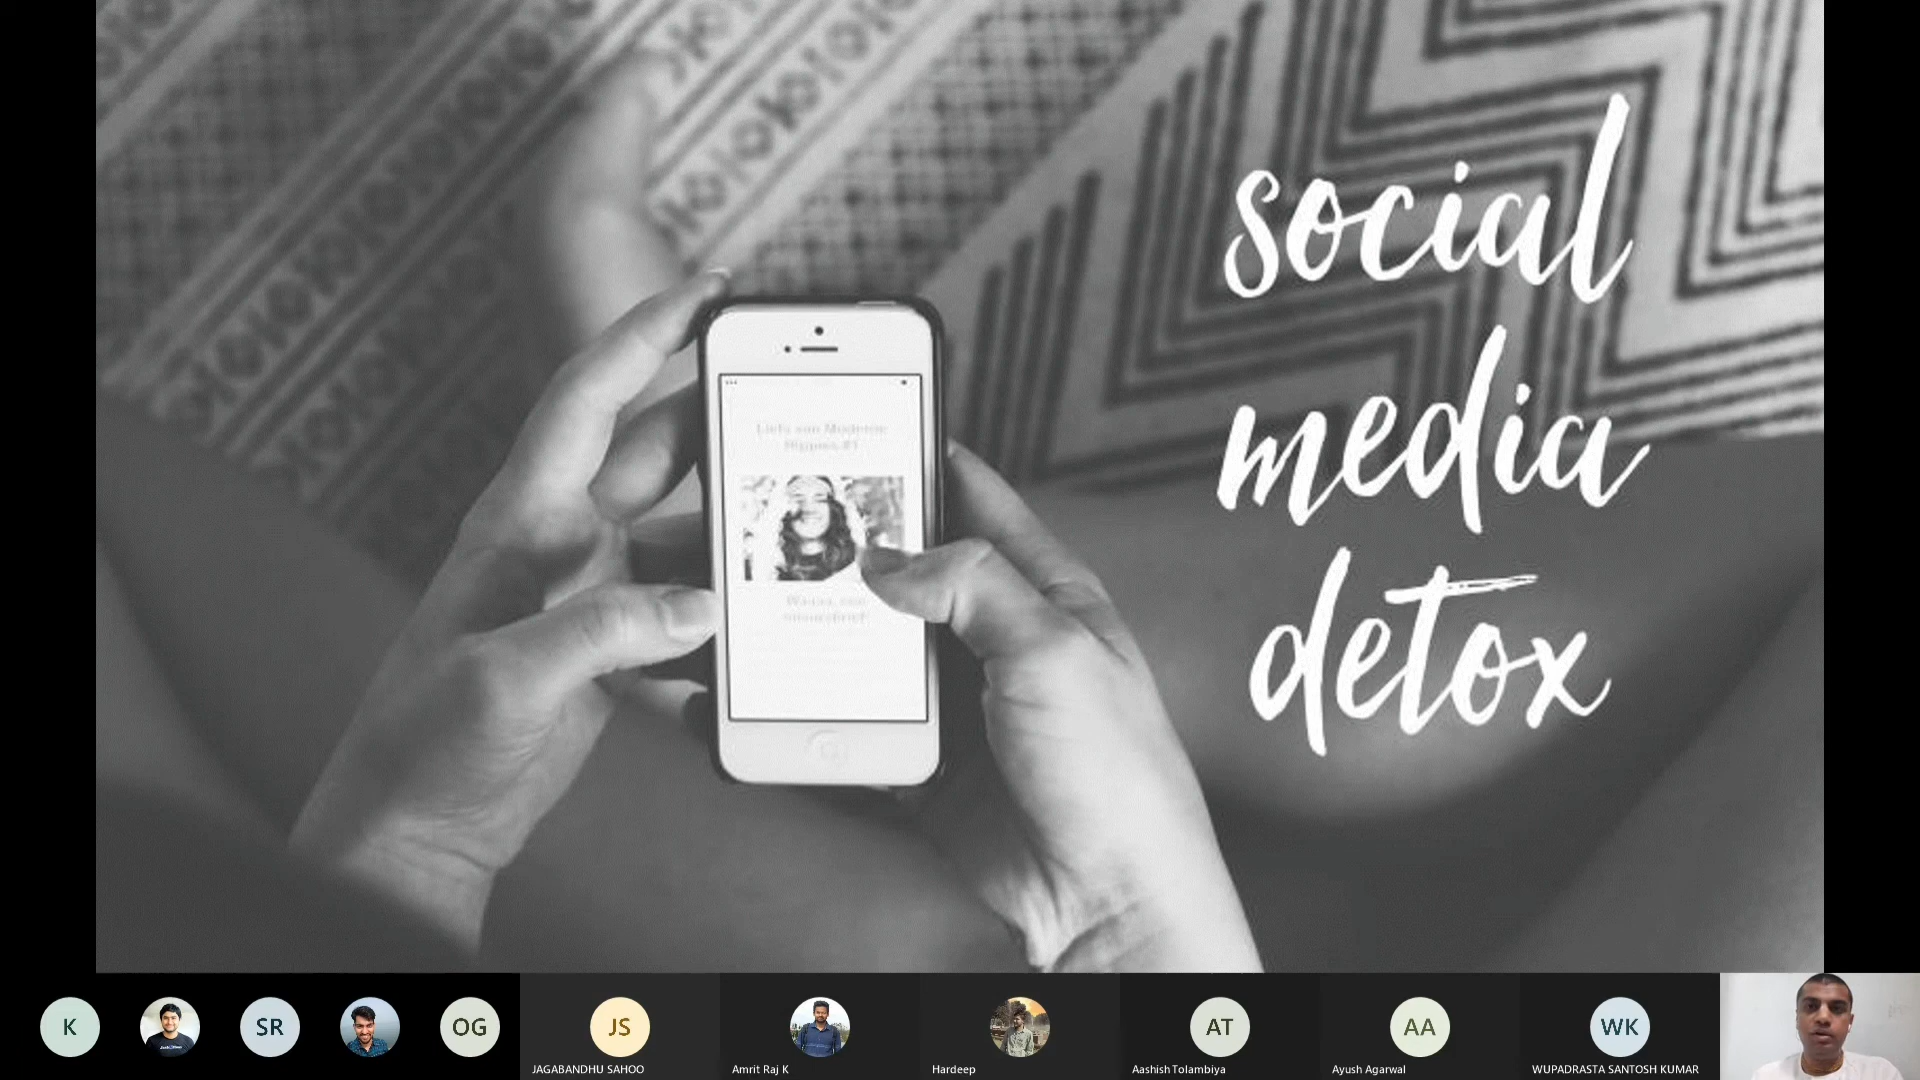 social
media
detox
K
SR
OG
JS
JAGABANDHU SAHOO
Amrit Raj K
Hardeep
AT
Aashish Tolambiya
AA
Ayush Agarwal
WK
WUPADRASTA SANTOSH KUMAR